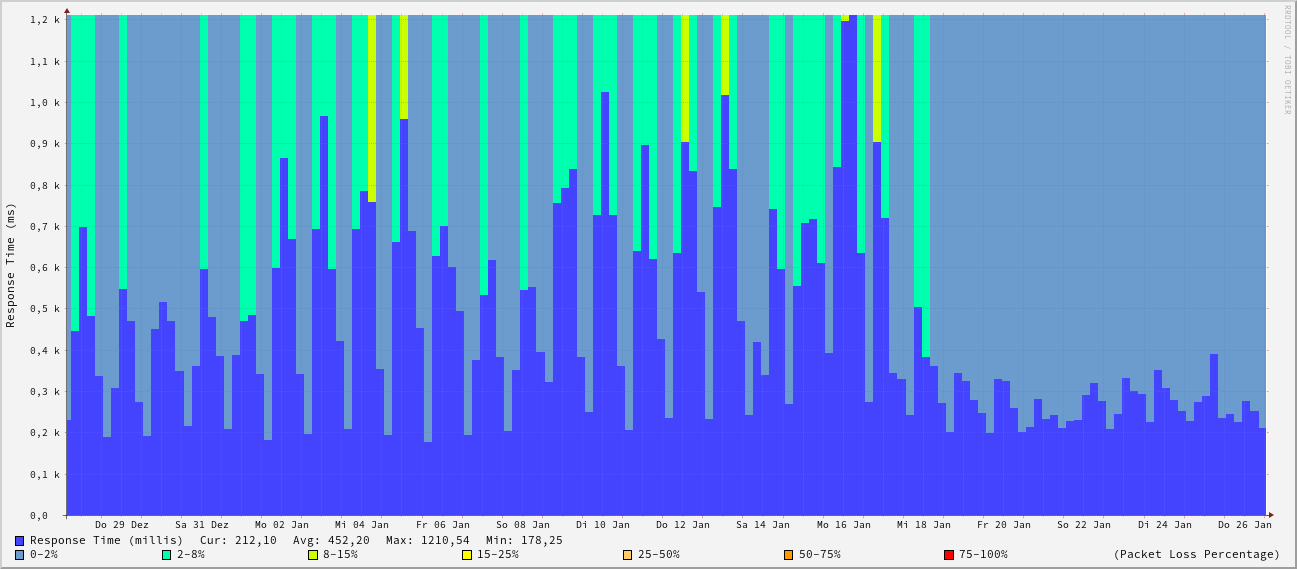 RRDTOOL / TOBI OETIKER
1,2 k
1,1 k
1,0 k
0,9 k
0,8 k
0,7 k
0,6 k
0,5 k
0,4 k
0,3 k
0,2 k
0,1 k
0,0
Response Time (ms)
Do 29 Dez Sa 31 Dez Mo 02 Jan Mi 04 Jan Fr 06 Jan So 08 Jan Di 10 Jan Do 12 Jan Sa 14 Jan Mo 16 Jan Mi 18 Jan Fr 20 Jan So 22 Jan Di 24 Jan Do 26 Jan
Response Time (millis) Cur: 212,10 Avg: 452,20 Max: 1210,54 Min: 178,25
0-2% 2-8% 8-15% 15-25% 25-50% 50-75% 75-100% (Packet Loss Percentage)